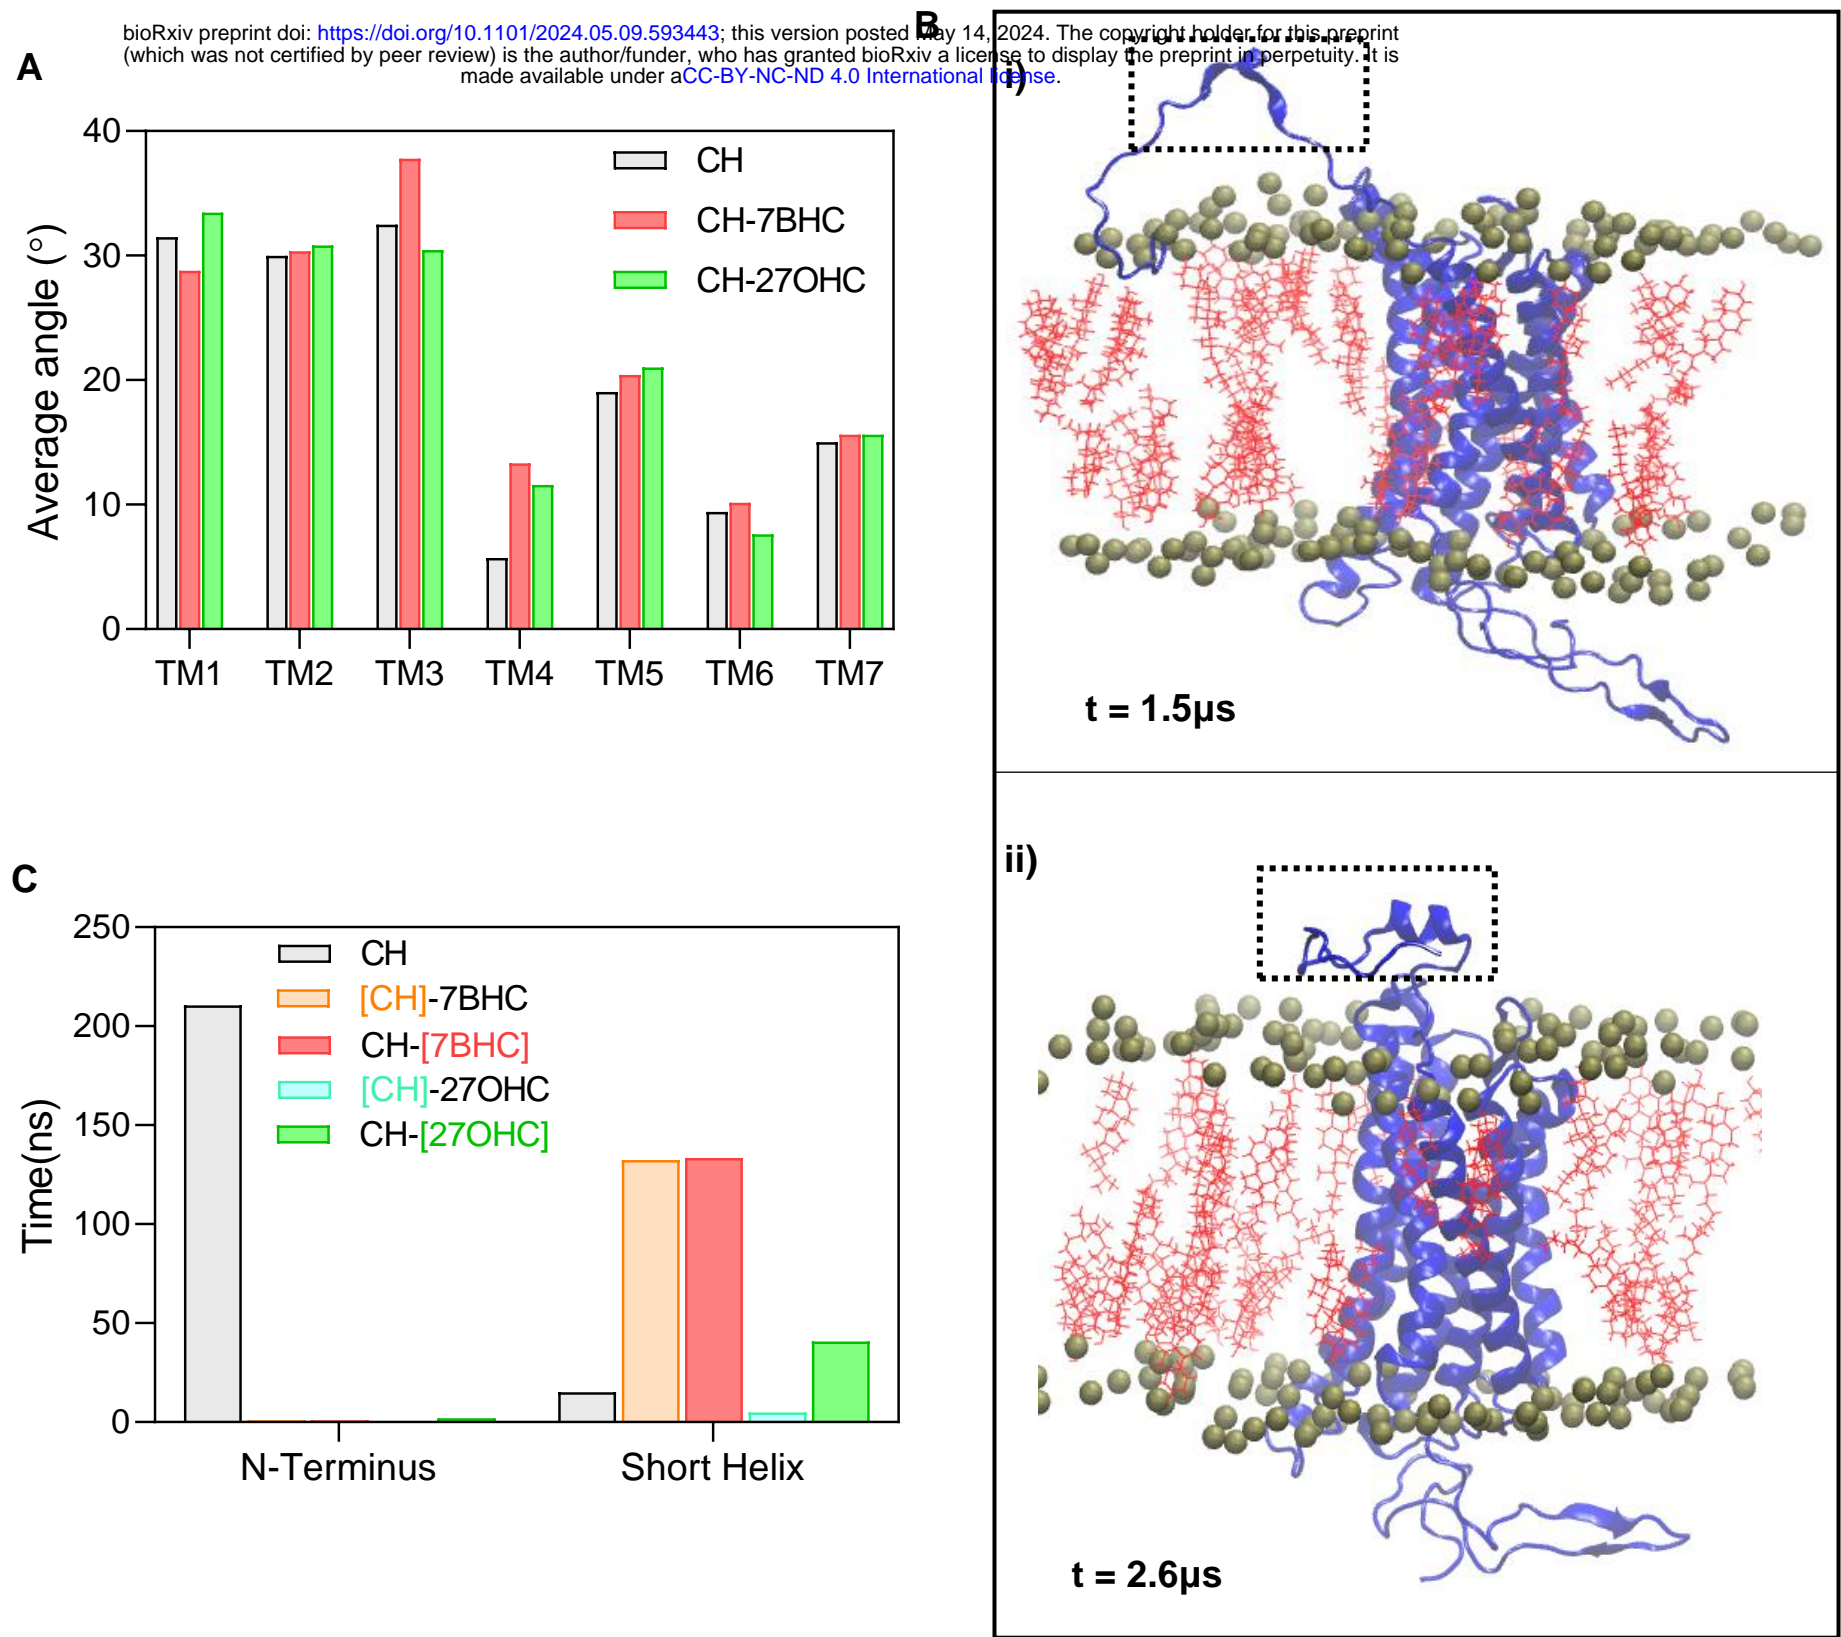 bioRxiv preprint doi: https://doi.org/10.1101/2024.05.09.593443; this version posted May 14, 2024. The copyright holder for this preprint
(which was not certified by peer review) is the author/funder, who has granted bioRxiv a license to display the preprint in perpetuity. It is
made available under aCC-BY-NC-ND 4.0 International license.
A
Average angle (°)
40
30
20
10
0
CH
CH-7BHC
CH-27OHC
TM1 TM2 TM3 TM4 TM5 TM6 TM7
B
i)
t = 1.5µs
ii)
t = 2.6µs
C
Time(ns)
250
200
150
100
50
0
CH
[CH]-7BHC
CH-[7BHC]
[CH]-27OHC
CH-[27OHC]
N-Terminus Short Helix